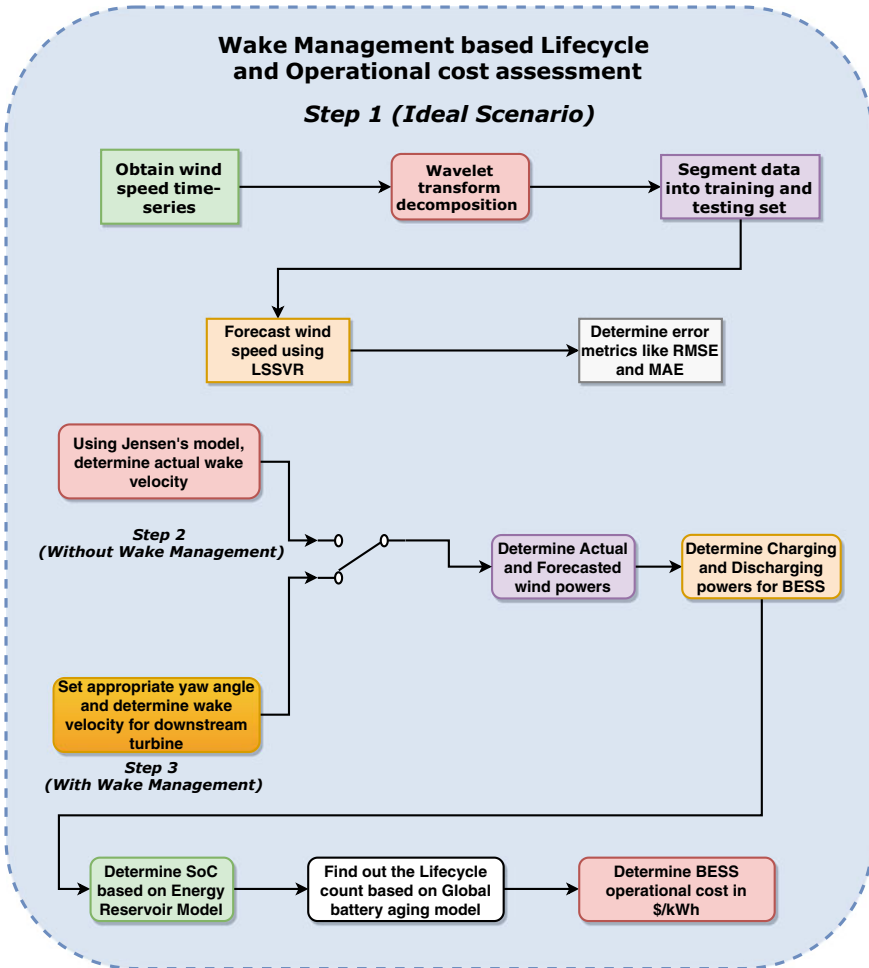 Wake Management based Lifecycle
and Operational cost assessment
Step 1 (Ideal Scenario)
Obtain wind
speed time-
series
Wavelet
transform
decomposition
Segment data
into training and
testing set
Forecast wind
speed using
LSSVR
Determine error
metrics like RMSE
and MAE
Using Jensen's model,
determine actual wake
velocity
Step 2
(Without Wake Management)
Determine Actual
and Forecasted
wind powers
Determine Charging
and Discharging
powers for BESS
Set appropriate yaw angle
and determine wake
velocity for downstream
turbine
Step 3
(With Wake Management)
Determine SoC
based on Energy
Reservoir Model
Find out the Lifecycle
count based on Global
battery aging model
Determine BESS
operational cost in
$/kWh